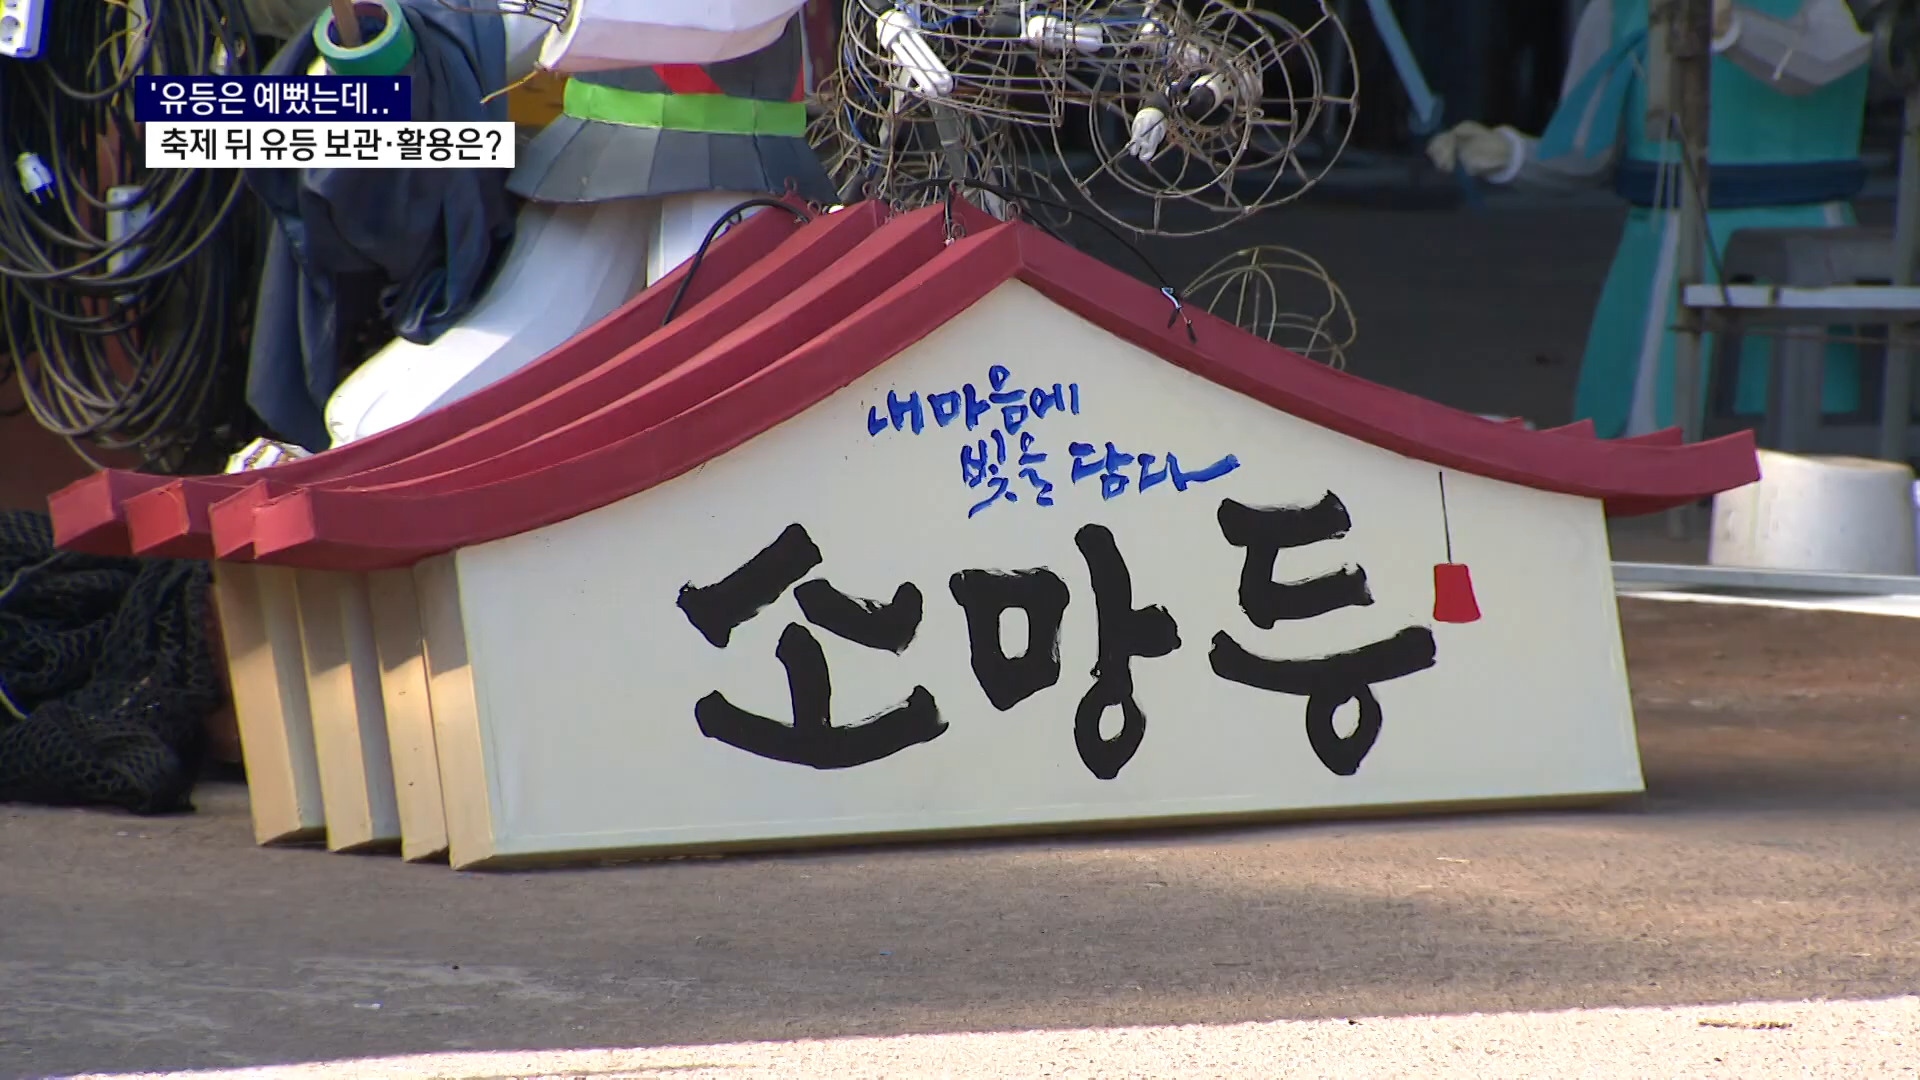 '유등은 예뻤는데..'
축제 뒤 유등 보관·활용은?
내 마음에
빛을 담다
소망등